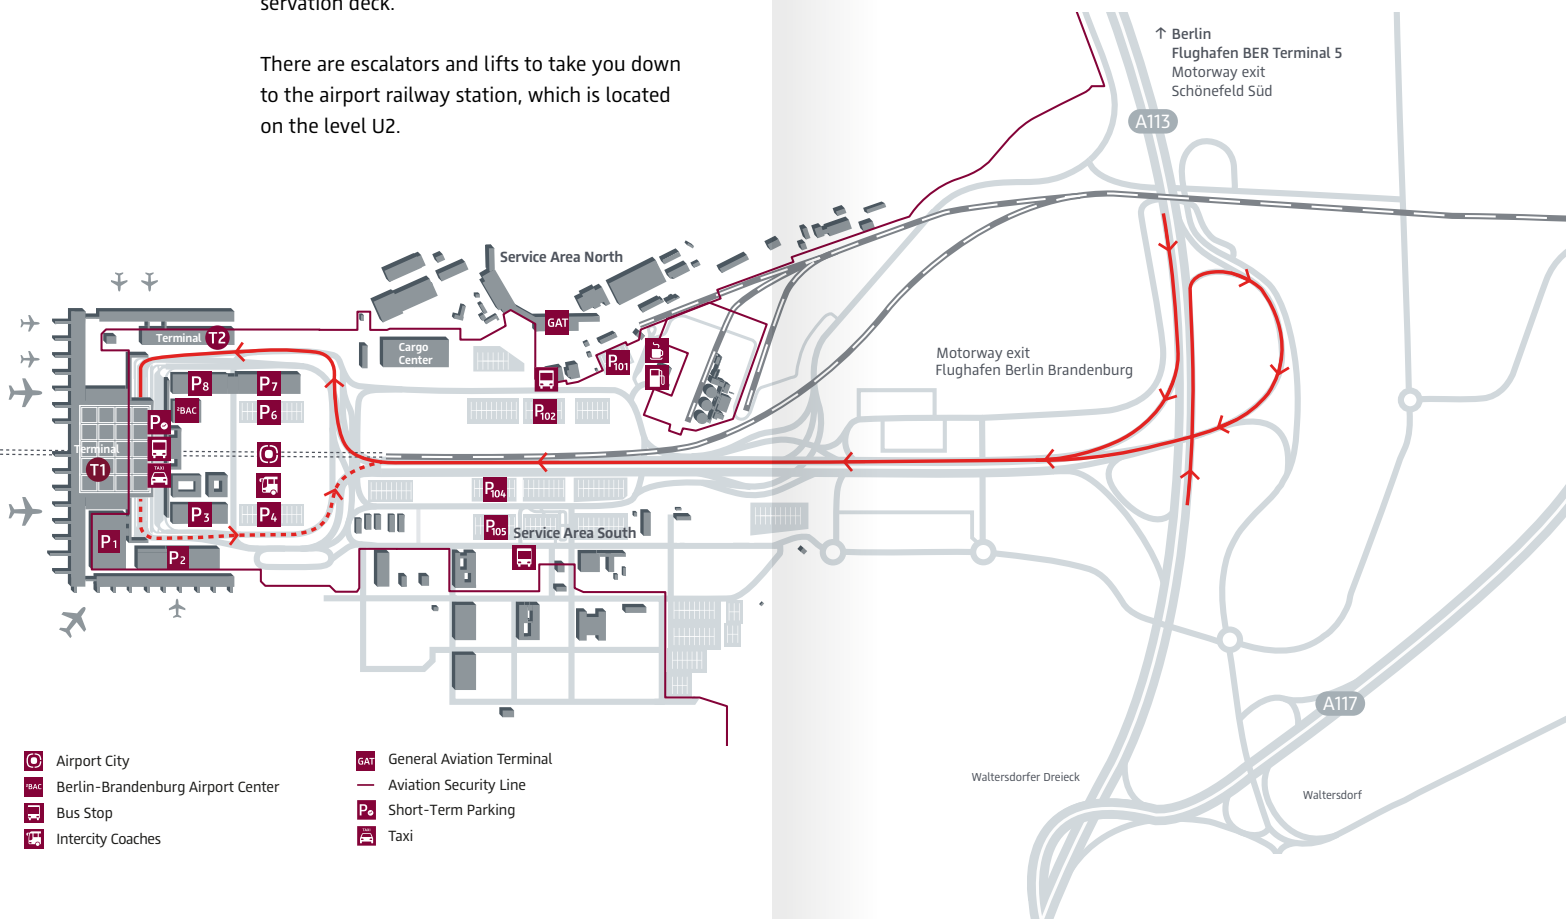 servation deck.
There are escalators and lifts to take you down
to the airport railway station, which is located
on the level U2.
↑ Berlin
Flughafen BER Terminal 5
Motorway exit
Schönefeld Süd
A113
Service Area North
GAT
Terminal T2
Cargo
Center
P101
Motorway exit
Flughafen Berlin Brandenburg
P8
P7
²BAC
P6
P102
P
Terminal
T1
TAXI
P104
P3
P4
P105
Service Area South
P1
P2
A117
Waltersdorfer Dreieck
Waltersdorf
Airport City
²BAC Berlin-Brandenburg Airport Center
Bus Stop
Intercity Coaches
GAT General Aviation Terminal
Aviation Security Line
P Short-Term Parking
TAXI Taxi